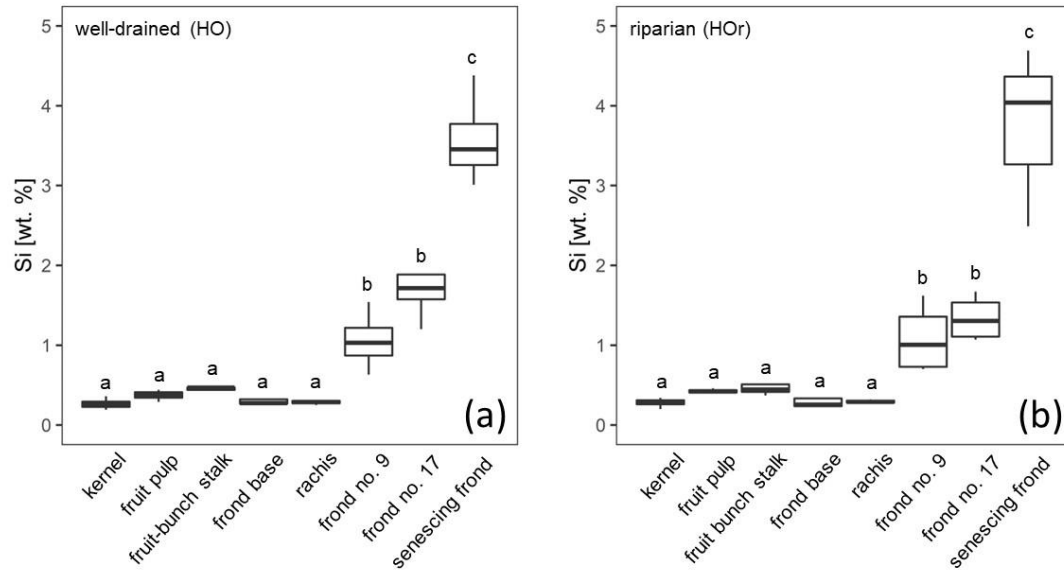 well-drained (HO)
Si [wt. %]
5
4
3
2
1
0
a
a
a
a
a
b
b
c
(a)
kernel
fruit pulp
fruit-bunch stalk
frond base
rachis
frond no. 9
frond no. 17
senescing frond
riparian (HOr)
Si [wt. %]
5
4
3
2
1
0
a
a
a
a
a
b
b
c
(b)
kernel
fruit pulp
fruit bunch stalk
frond base
rachis
frond no. 9
frond no. 17
senescing frond